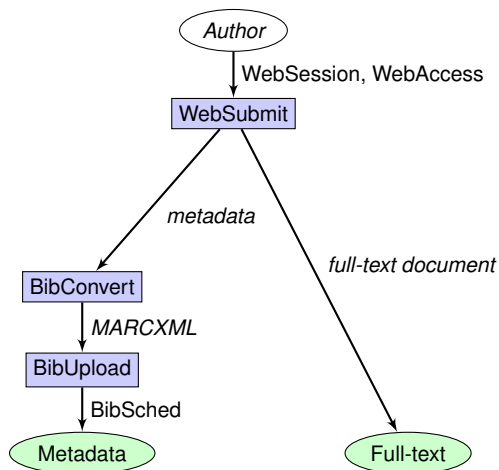 Author
WebSession, WebAccess
WebSubmit
metadata
full-text document
BibConvert
MARCXML
BibUpload
BibSched
Metadata
Full-text